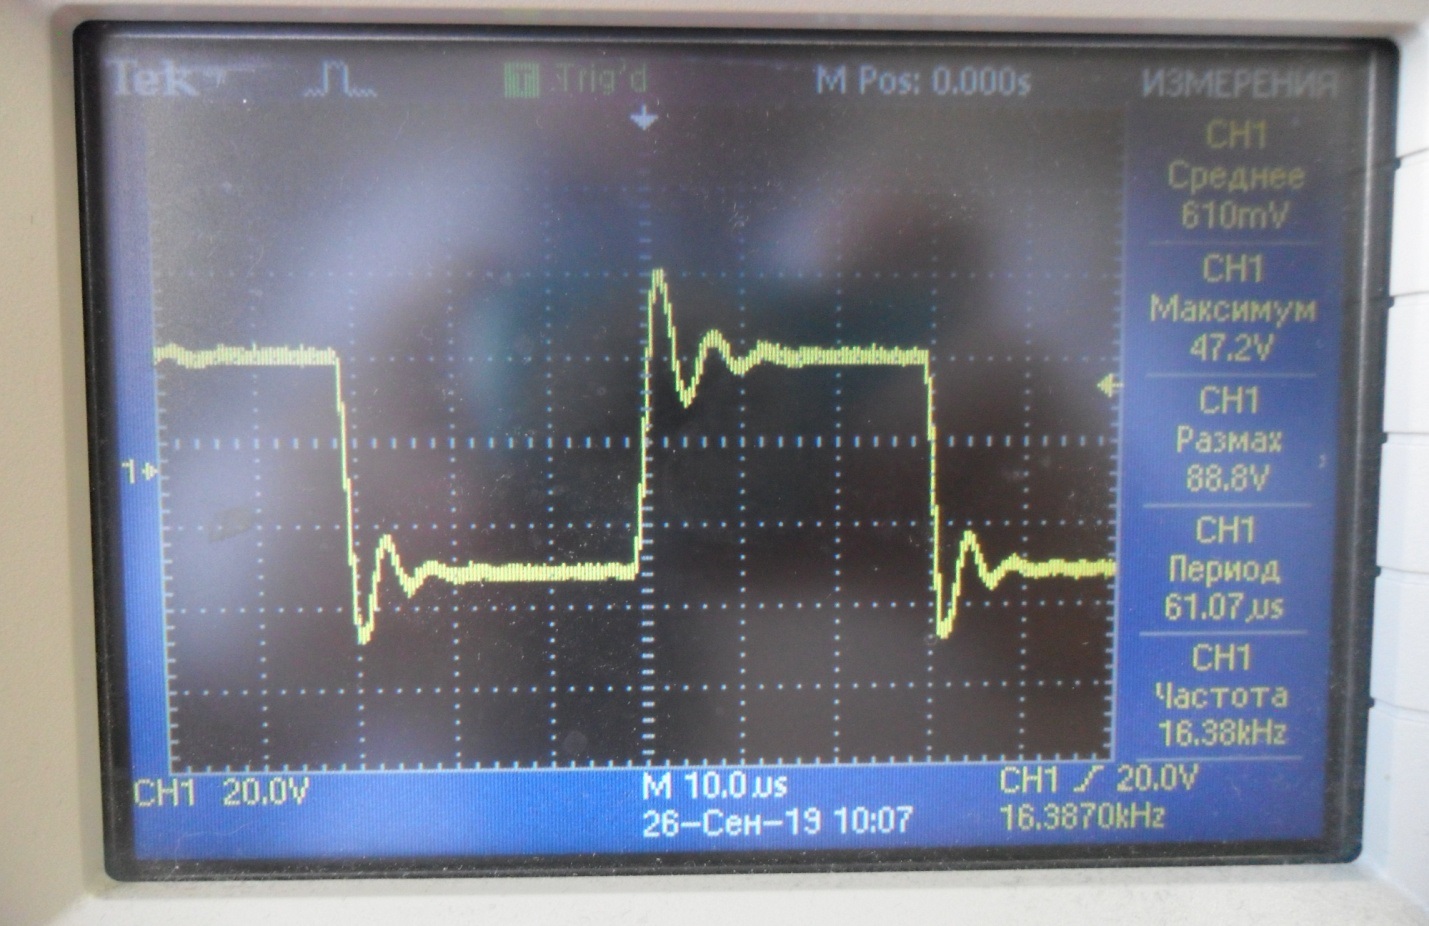 Tek
T Trig'd
M Pos: 0.000s
ИЗМЕРЕНИЯ
CH1
Среднее
610mV
CH1
Максимум
47.2V
CH1
Размах
88.8V
CH1
Период
61.07µs
CH1
Частота
16.38kHz
1
CH1 20.0V
M 10.0µs
CH1 20.0V
26-Сен-19 10:07
16.3870kHz